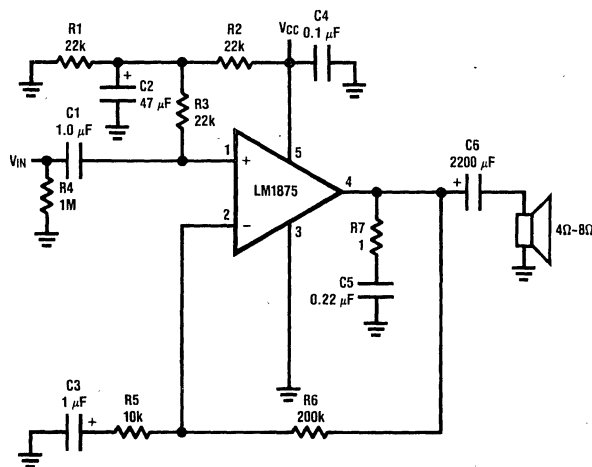 R1
22k
R2
22k
VCC
C4
0.1 µF
C2
47 µF
+
R3
22k
C1
1.0 µF
VIN
R4
1M
1
+
5
LM1875
4
2
−
3
C6
2200 µF
+
R7
1
4Ω~8Ω
C5
0.22 µF
C3
1 µF
+
R5
10k
R6
200k